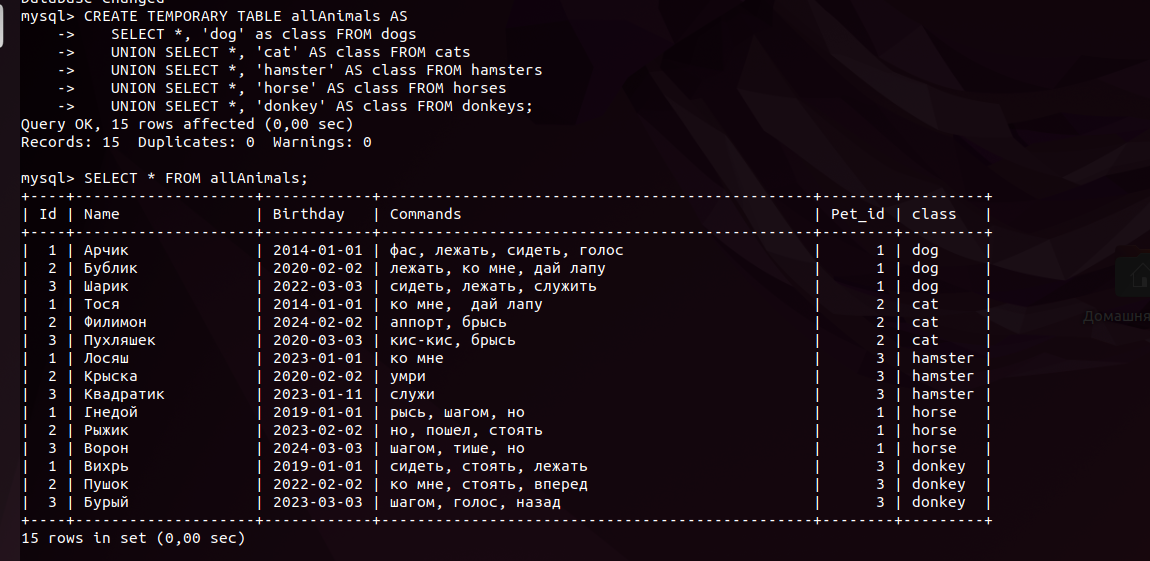 Database changed
mysql> CREATE TEMPORARY TABLE allAnimals AS
    ->    SELECT *, 'dog' as class FROM dogs
    ->    UNION SELECT *, 'cat' AS class FROM cats
    ->    UNION SELECT *, 'hamster' AS class FROM hamsters
    ->    UNION SELECT *, 'horse' AS class FROM horses
    ->    UNION SELECT *, 'donkey' AS class FROM donkeys;
Query OK, 15 rows affected (0,00 sec)
Records: 15  Duplicates: 0  Warnings: 0

mysql> SELECT * FROM allAnimals;
+----+--------------------+------------+------------------------------------------------+--------+---------+
| Id | Name               | Birthday   | Commands                                       | Pet_id | class   |
+----+--------------------+------------+------------------------------------------------+--------+---------+
|  1 | Арчик              | 2014-01-01 | фас, лежать, сидеть, голос                     |      1 | dog     |
|  2 | Бублик             | 2020-02-02 | лежать, ко мне, дай лапу                       |      1 | dog     |
|  3 | Шарик              | 2022-03-03 | сидеть, лежать, служить                        |      1 | dog     |
|  1 | Тося               | 2014-01-01 | ко мне,  дай лапу                              |      2 | cat     |
|  2 | Филимон            | 2024-02-02 | аппорт, брысь                                  |      2 | cat     |
|  3 | Пухляшек           | 2020-03-03 | кис-кис, брысь                                 |      2 | cat     |
|  1 | Лосяш              | 2023-01-01 | ко мне                                         |      3 | hamster |
|  2 | Крыска             | 2020-02-02 | умри                                           |      3 | hamster |
|  3 | Квадратик          | 2023-01-11 | служи                                          |      3 | hamster |
|  1 | Гнедой             | 2019-01-01 | рысь, шагом, но                                |      1 | horse   |
|  2 | Рыжик              | 2023-02-02 | но, пошел, стоять                              |      1 | horse   |
|  3 | Ворон              | 2024-03-03 | шагом, тише, но                                |      1 | horse   |
|  1 | Вихрь              | 2019-01-01 | сидеть, стоять, лежать                         |      3 | donkey  |
|  2 | Пушок              | 2022-02-02 | ко мне, стоять, вперед                         |      3 | donkey  |
|  3 | Бурый              | 2023-03-03 | шагом, голос, назад                            |      3 | donkey  |
+----+--------------------+------------+------------------------------------------------+--------+---------+
15 rows in set (0,00 sec)
Домашня